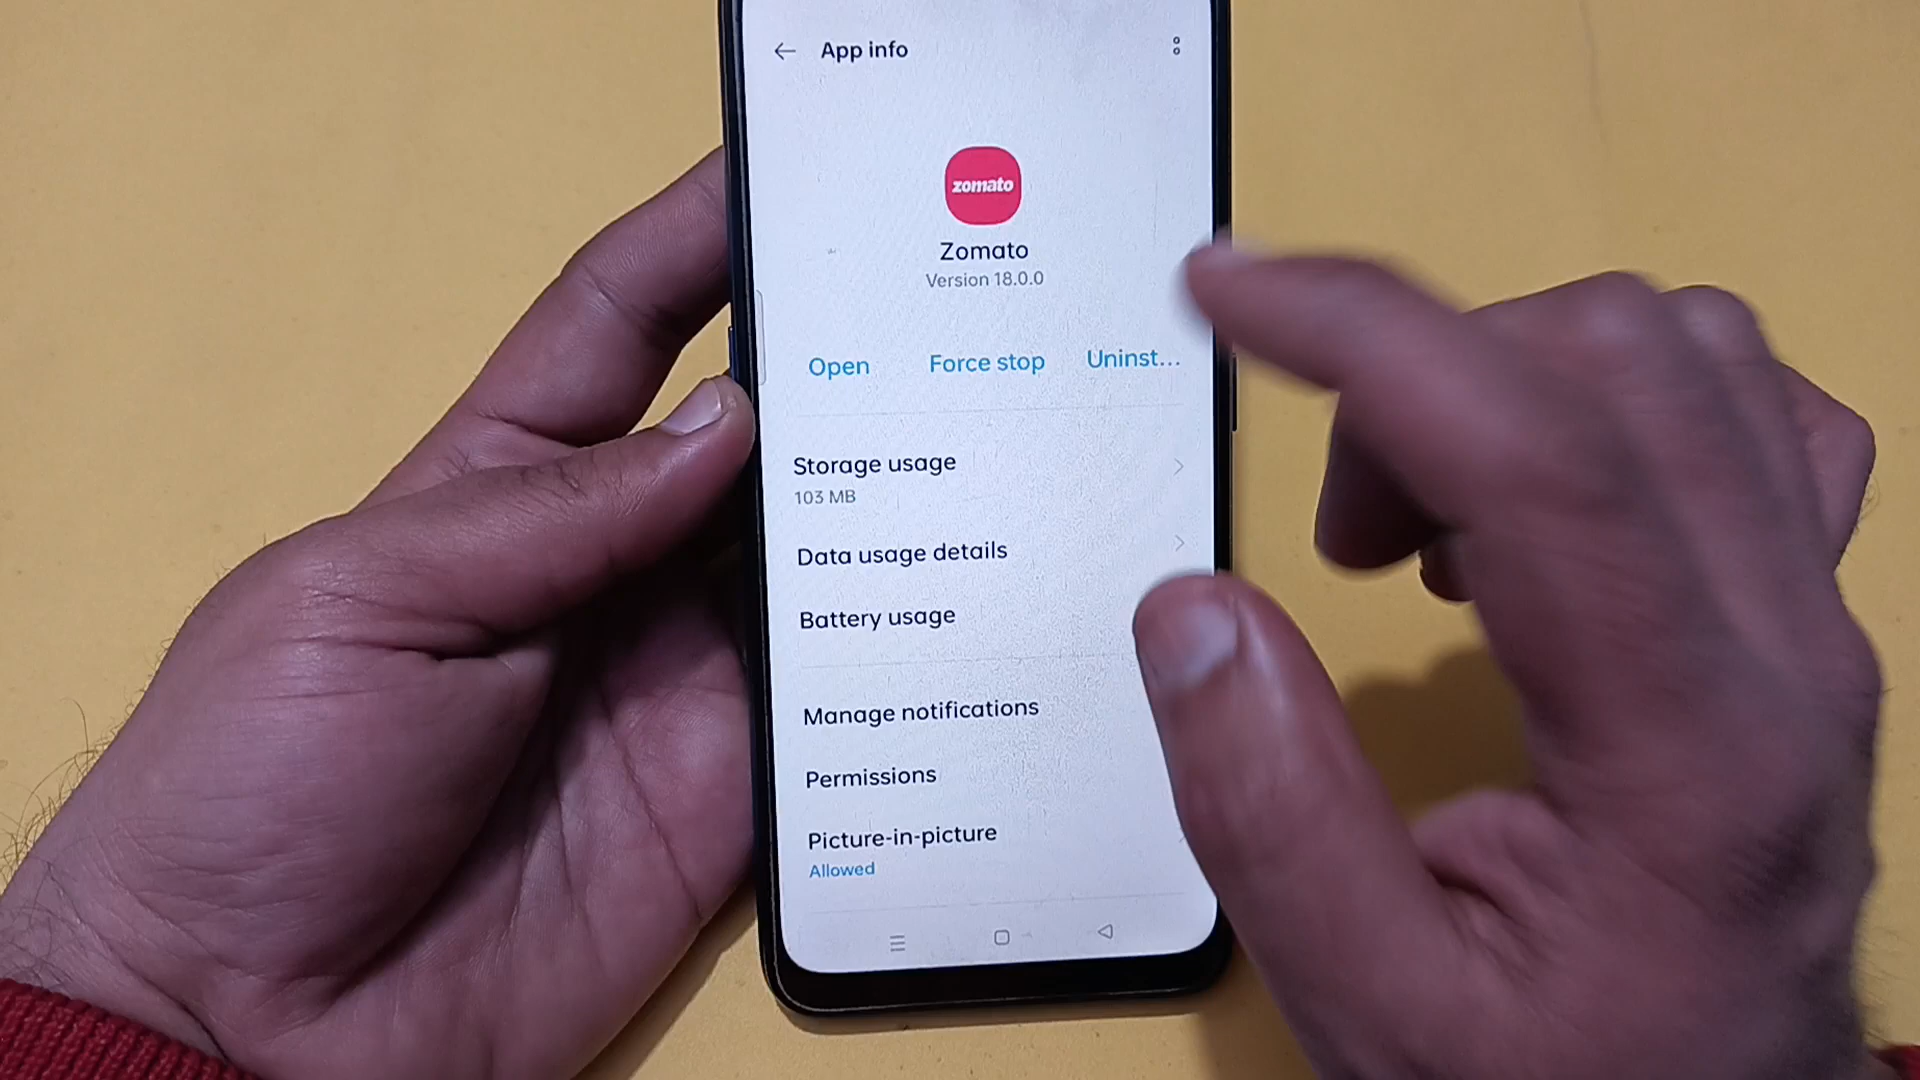 App info
zomato
Zomato
Version 18.0.0
Open Force stop Uninst...
Storage usage
103 MB
Data usage details
Battery usage
Manage notifications
Permissions
Picture-in-picture
Allowed